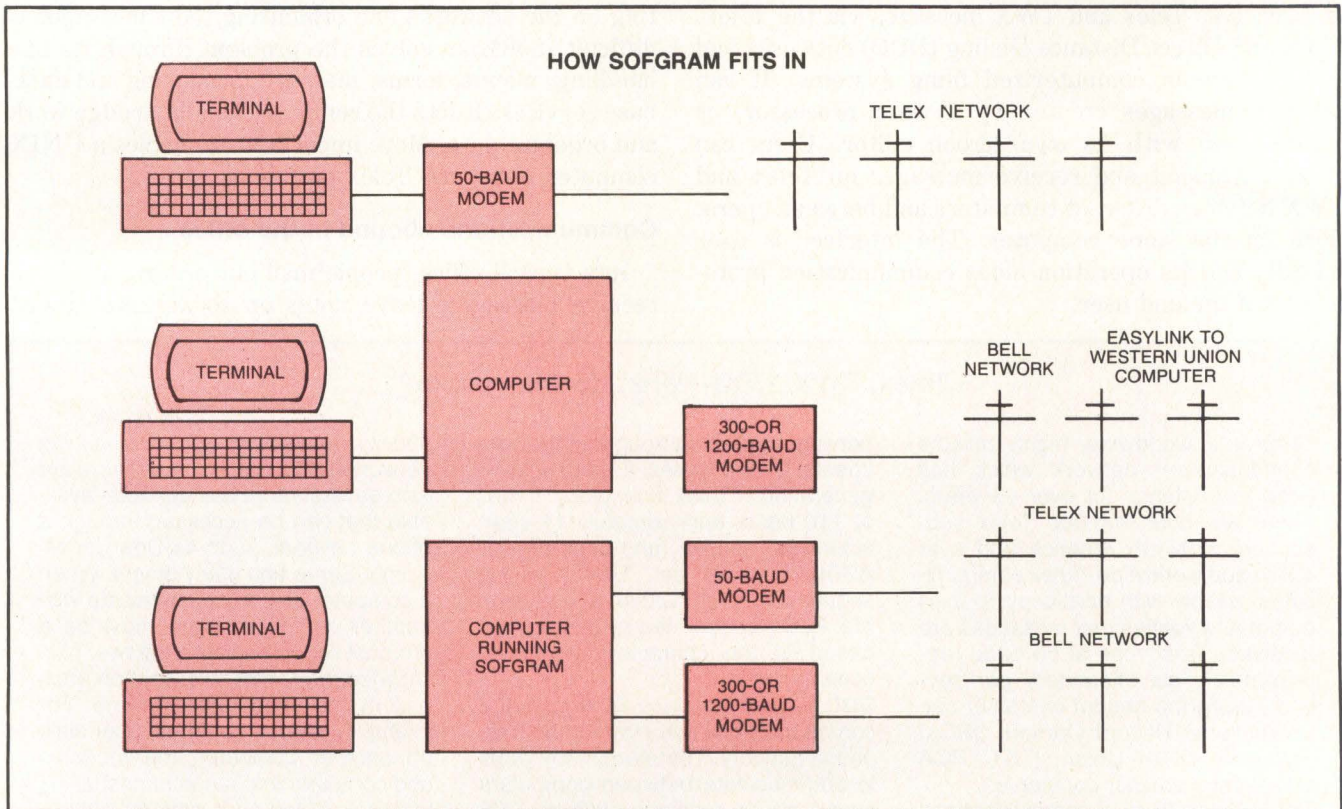 HOW SOFGRAM FITS IN
TERMINAL
50-BAUD
MODEM
TELEX NETWORK
TERMINAL
COMPUTER
300-OR
1200-BAUD
MODEM
BELL
NETWORK
EASYLINK TO
WESTERN UNION
COMPUTER
TERMINAL
COMPUTER
RUNNING
SOFGRAM
50-BAUD
MODEM
TELEX NETWORK
300-OR
1200-BAUD
MODEM
BELL NETWORK